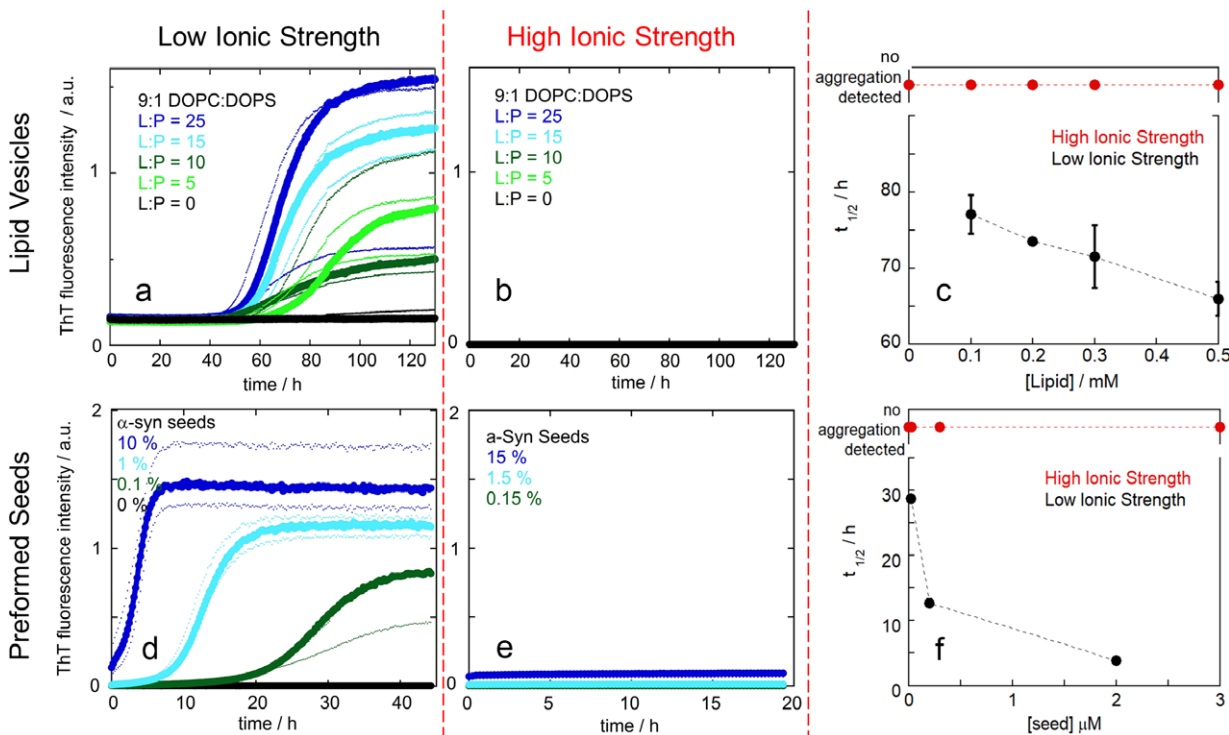 Low Ionic Strength
High Ionic Strength
Lipid Vesicles
ThT fluorescence intensity / a.u.
1
0
9:1 DOPC:DOPS
L:P = 25
L:P = 15
L:P = 10
L:P = 5
L:P = 0
a
0 20 40 60 80 100 120
time / h
1
0
9:1 DOPC:DOPS
L:P = 25
L:P = 15
L:P = 10
L:P = 5
L:P = 0
b
0 20 40 60 80 100 120
time / h
no
aggregation
detected
High Ionic Strength
Low Ionic Strength
t 1/2 / h
90
80
70
60
c
0 0.1 0.2 0.3 0.4 0.5
[Lipid] / mM
Preformed Seeds
ThT fluorescence intensity / a.u.
2
1
0
α-syn seeds
10 %
1 %
0.1 %
0 %
d
0 10 20 30 40
time / h
2
1
0
a-Syn Seeds
15 %
1.5 %
0.15 %
e
0 5 10 15 20
time / h
no
aggregation
detected
High Ionic Strength
Low Ionic Strength
t 1/2 / h
30
20
10
0
f
0 1 2 3
[seed] μM